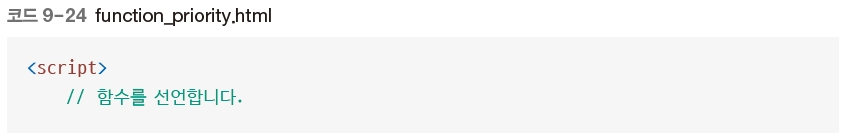 코드 9-24 function_priority.html
<script>
// 함수를 선언합니다.